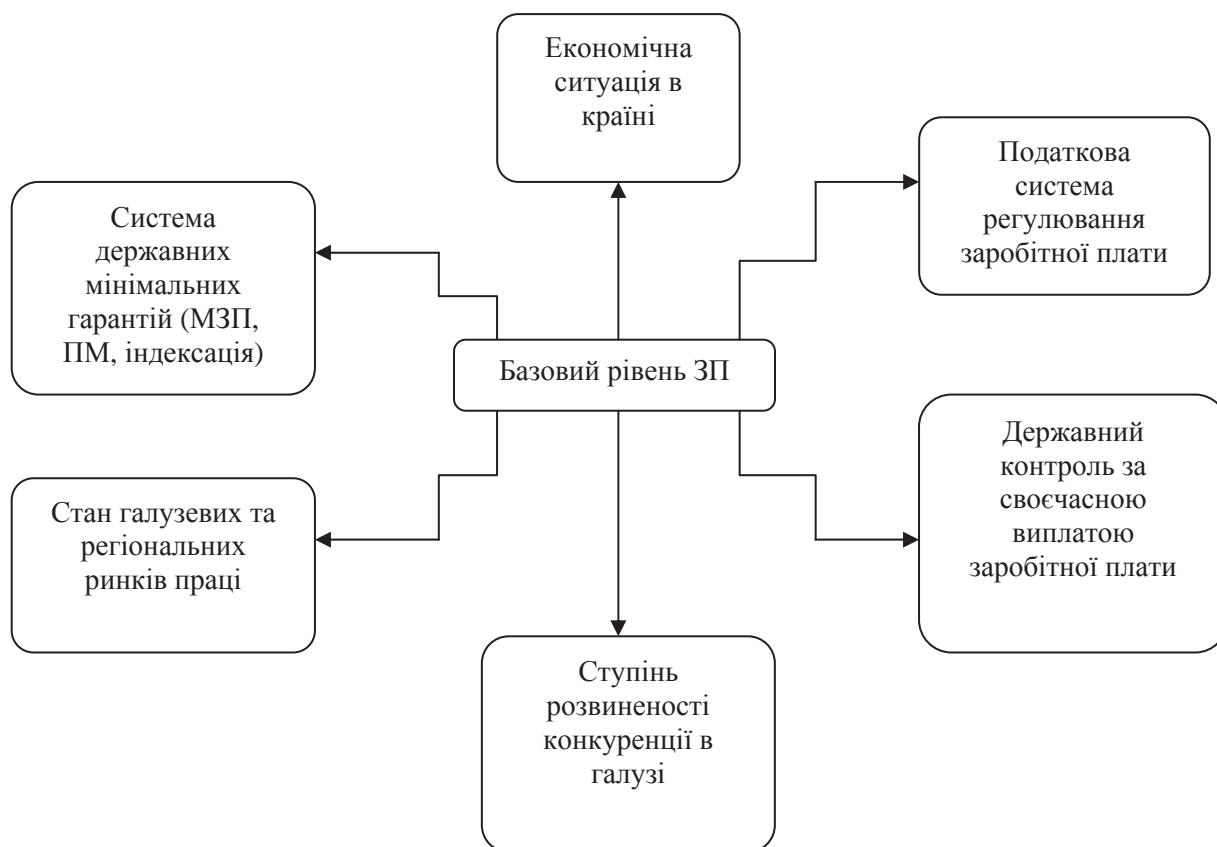 Економічна
ситуація в
країні
Податкова
система
регулювання
заробітної плати
Система
державних
мінімальних
гарантій (МЗП,
ПМ, індексація)
Базовий рівень ЗП
Державний
контроль за
своєчасною
виплатою
заробітної плати
Стан галузевих та
регіональних
ринків праці
Ступінь
розвиненості
конкуренції в
галузі